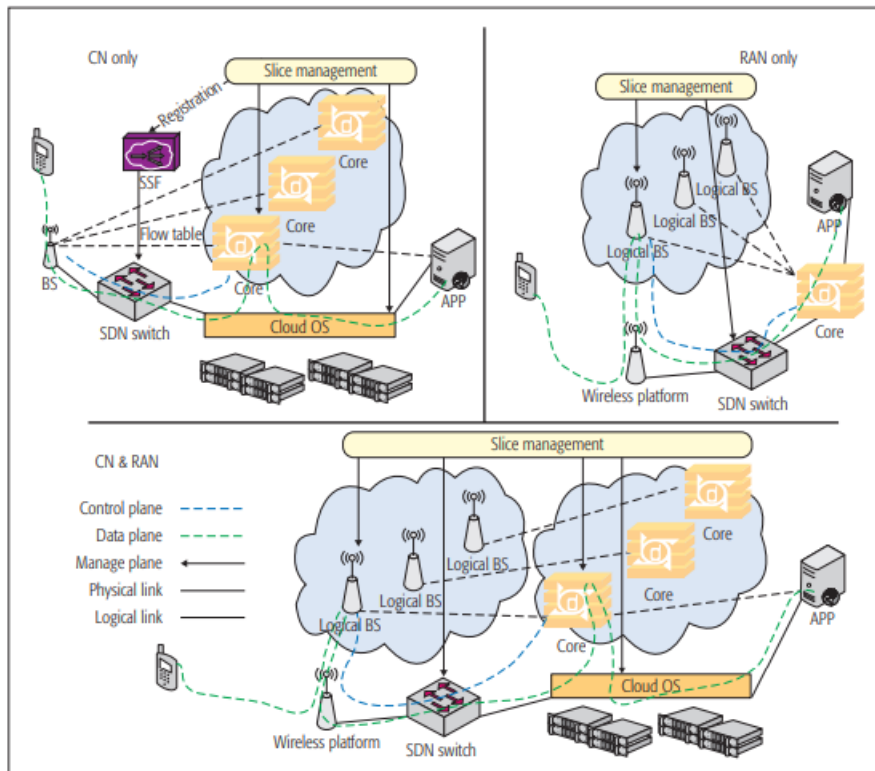 CN only
Slice management
Registration
Core
SSF
Core
Flow table
BS
Core
APP
SDN switch
Cloud OS
RAN only
Slice management
Logical BS
Logical BS
Logical BS
APP
Core
Wireless platform
SDN switch
CN & RAN
Slice management
Control plane
Data plane
Manage plane
Physical link
Logical link
Logical BS
Logical BS
Logical BS
Core
Core
Core
APP
Cloud OS
Wireless platform
SDN switch